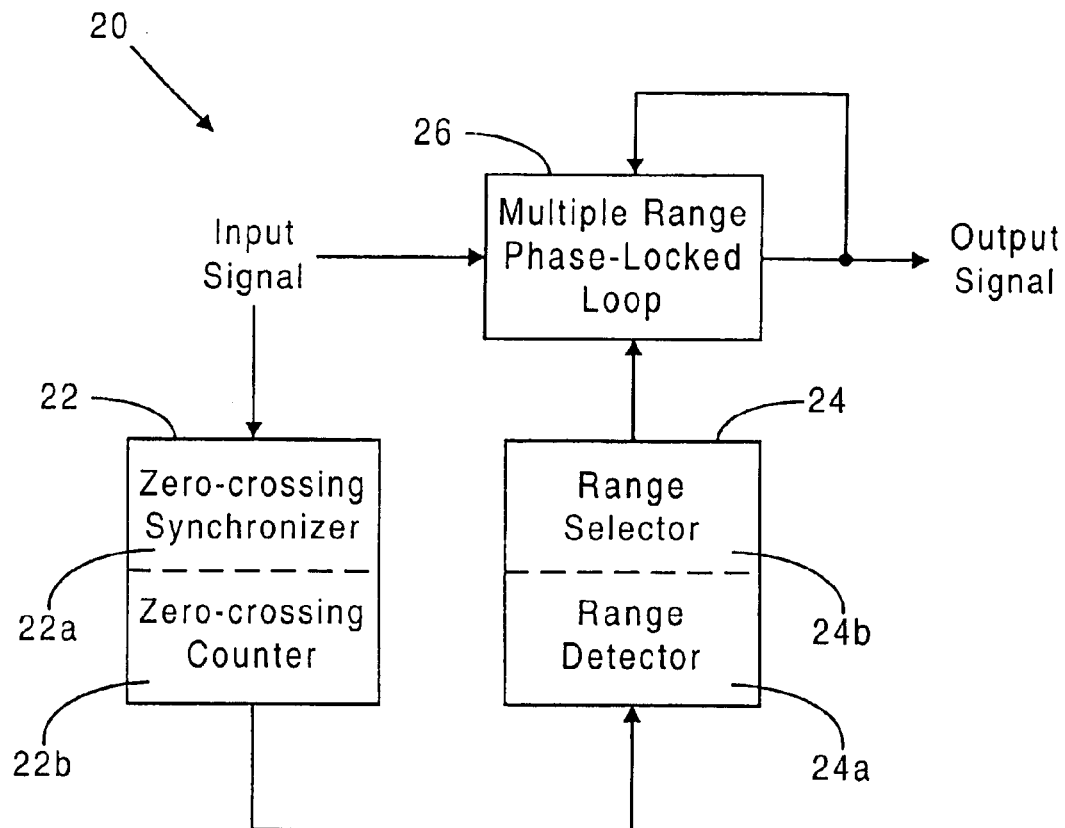 20
26
Multiple Range
Phase-Locked
Loop
Input
Signal
Output
Signal
22
24
Zero-crossing
Synchronizer
Range
Selector
22a
Zero-crossing
Counter
24b
Range
Detector
22b
24a